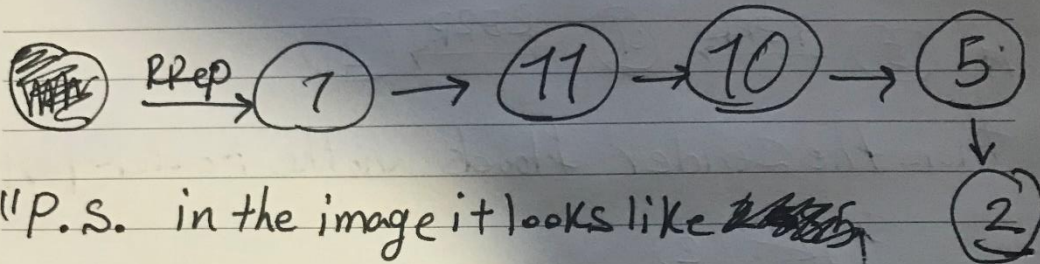 RRep 7 → 11 → 10 → 5
↓
"P.S. in the image it looks like
2